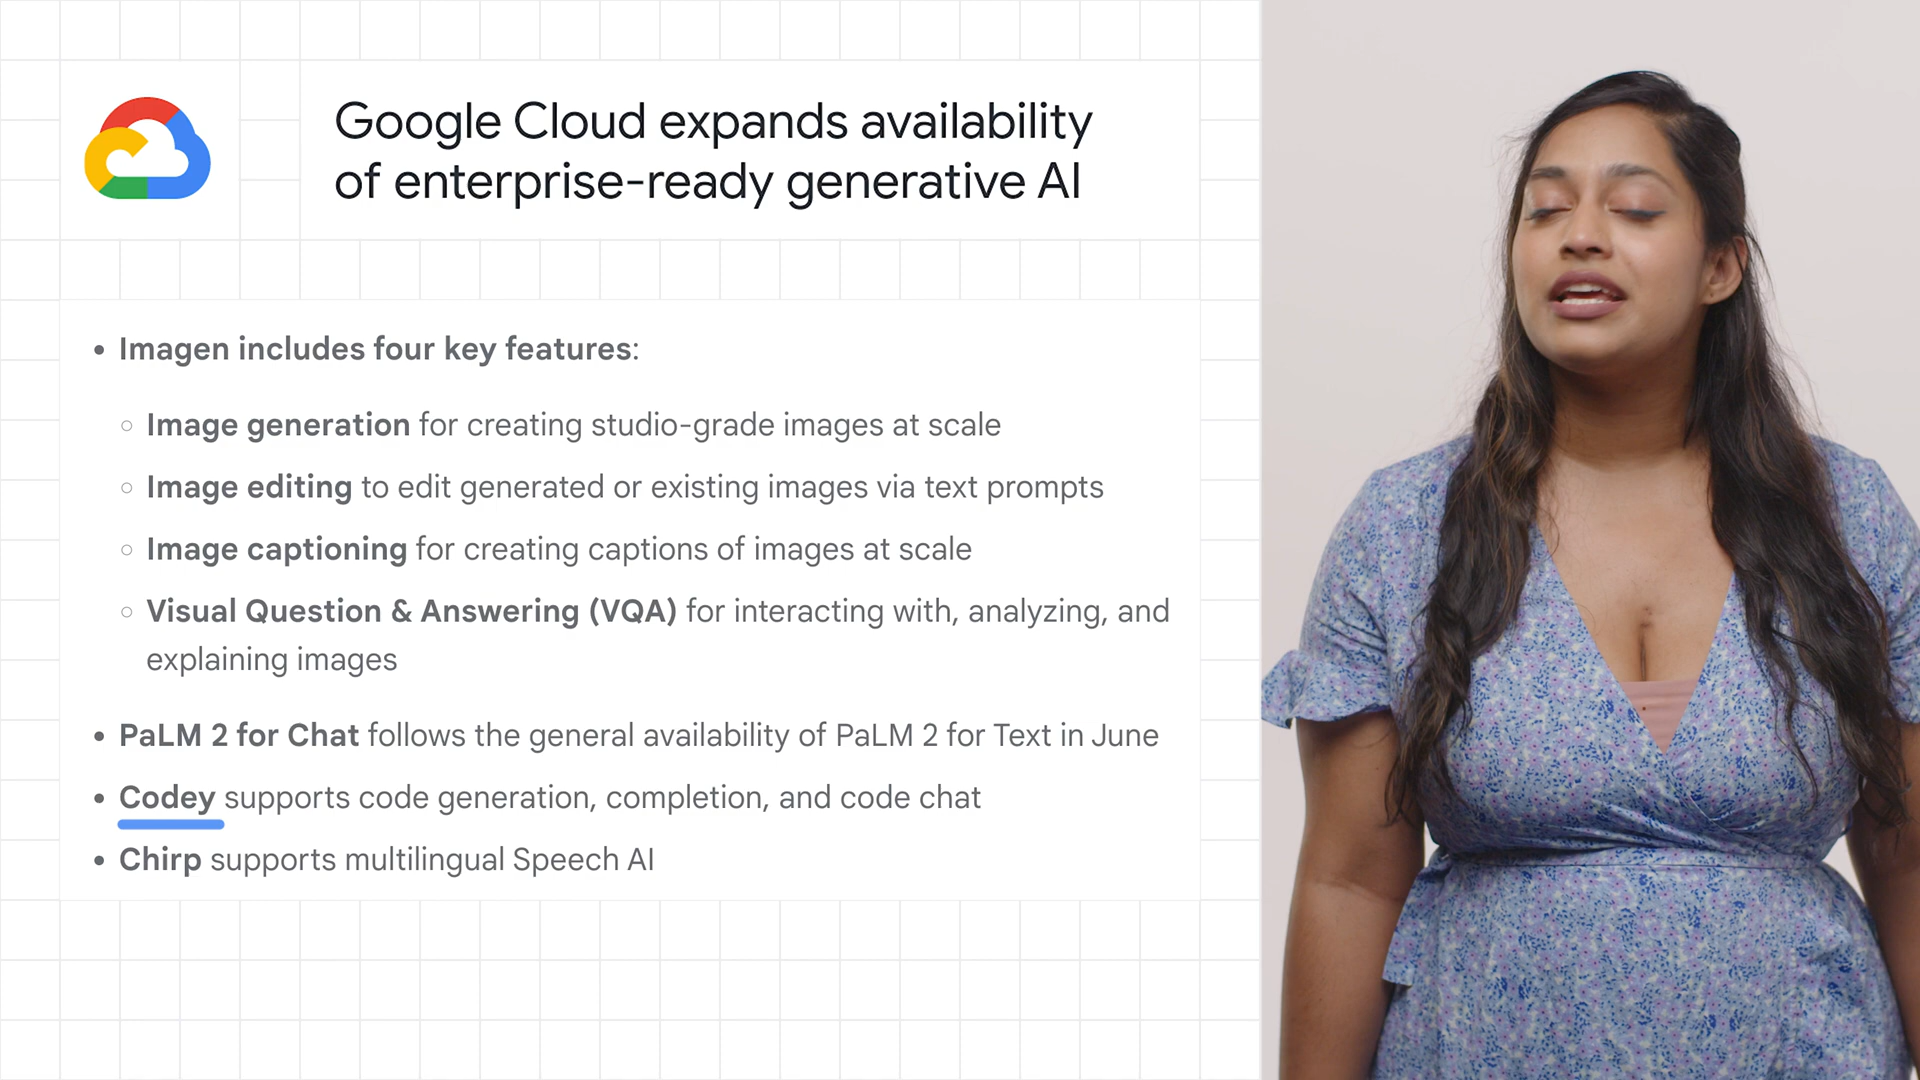 Google Cloud expands availability
of enterprise-ready generative AI
• Imagen includes four key features:
○ Image generation for creating studio-grade images at scale
○ Image editing to edit generated or existing images via text prompts
○ Image captioning for creating captions of images at scale
○ Visual Question & Answering (VQA) for interacting with, analyzing, and
explaining images
• PaLM 2 for Chat follows the general availability of PaLM 2 for Text in June
• Codey supports code generation, completion, and code chat
• Chirp supports multilingual Speech AI